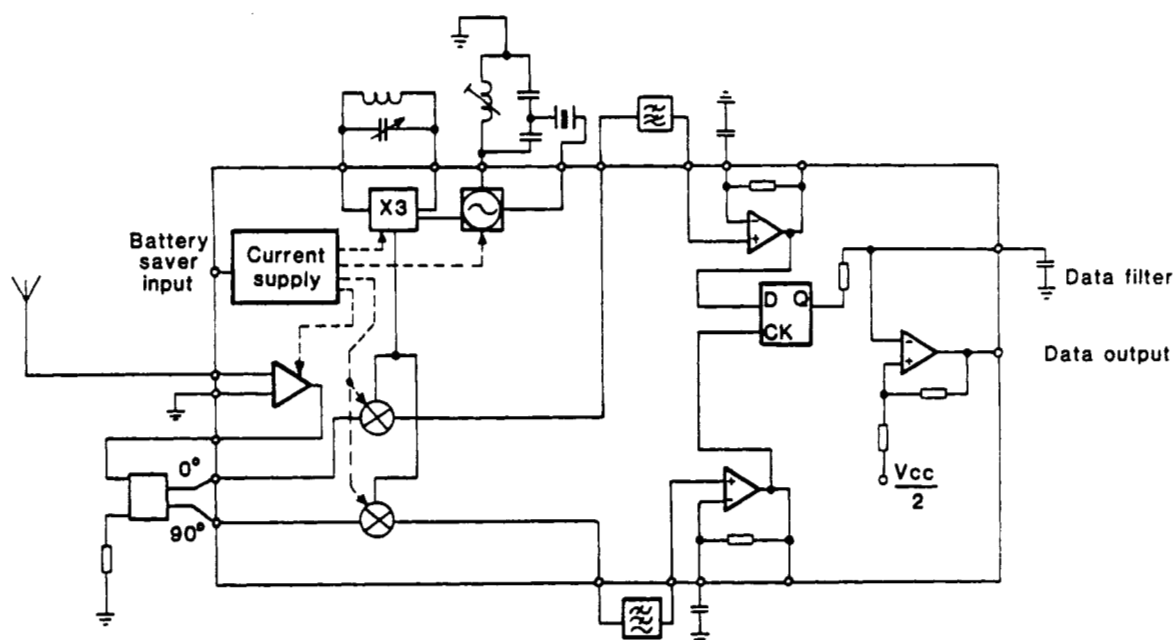 X3
Battery
saver
input
Current
supply
D Q
CK
Data filter
Data output
0°
90°
Vcc
2